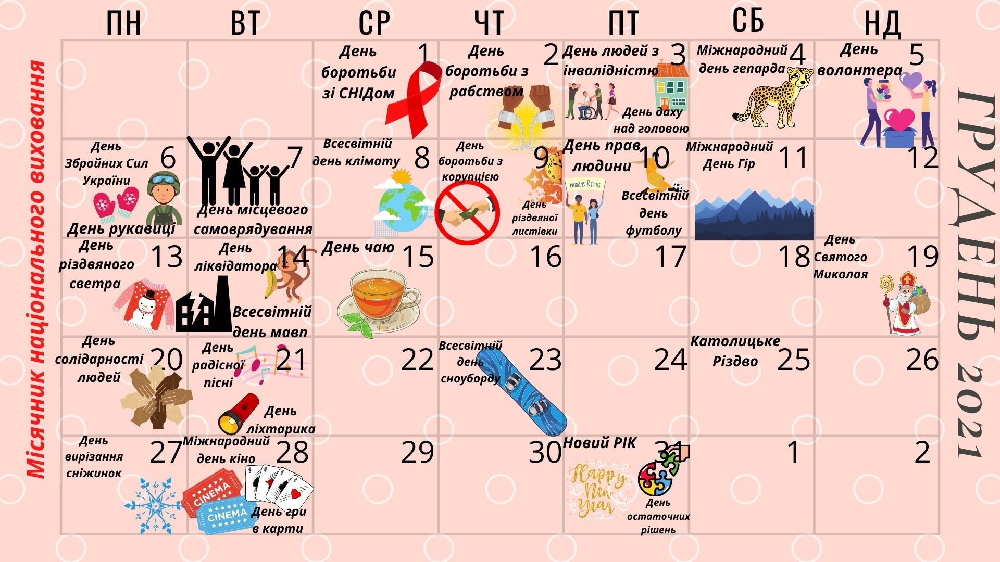 ПН ВТ СР ЧТ ПТ СБ НД
Місячник національного виховання
ГРУДЕНЬ 2021
1
День
боротьби
зі СНІДом
2
День
боротьби з
рабством
3
День людей з
інвалідністю
День даху
над головою
4
Міжнародний
день гепарда
5
День
волонтера
6
День
Збройних Сил
України
День рукавиці
7
День місцевого
самоврядування
8
Всесвітній
день клімату
9
День
боротьби з
корупцією
День
різдвяної
листівки
10
День прав
людини
HUMANS RIGHTS
Всесвітній
день
футболу
11
Міжнародний
День Гір
12
13
День
різдвяного
светра
14
День
ліквідатора
Всесвітній
день мавп
15
День чаю
16
17
18
19
День
Святого
Миколая
20
День
солідарності
людей
21
День
радісної
пісні
День
ліхтарика
22
23
Всесвітній
день
сноуборду
24
25
Католицьке
Різдво
26
27
День
вирізання
сніжинок
28
Міжнародний
день кіно
CINEMA
CINEMA
День гри
в карти
29
30
31
Новий РІК
Happy
New
Year
День
остаточних
рішень
1
2